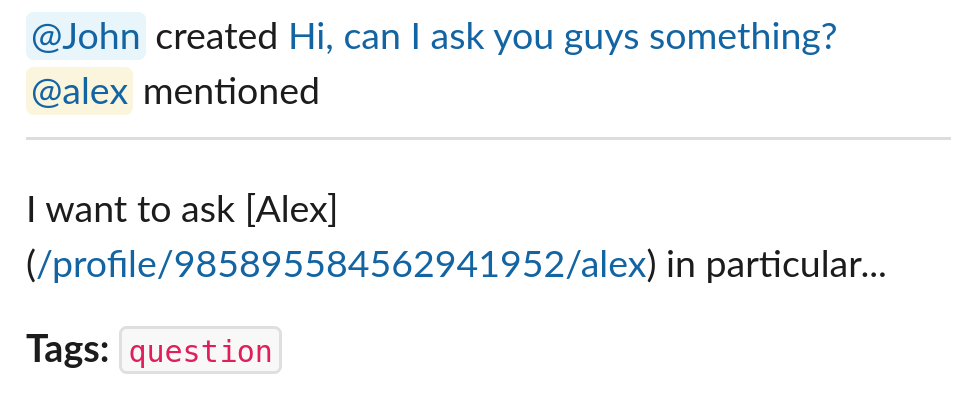 @John created Hi, can I ask you guys something?
@alex mentioned
I want to ask [Alex]
(/profile/985895584562941952/alex) in particular...
Tags: question